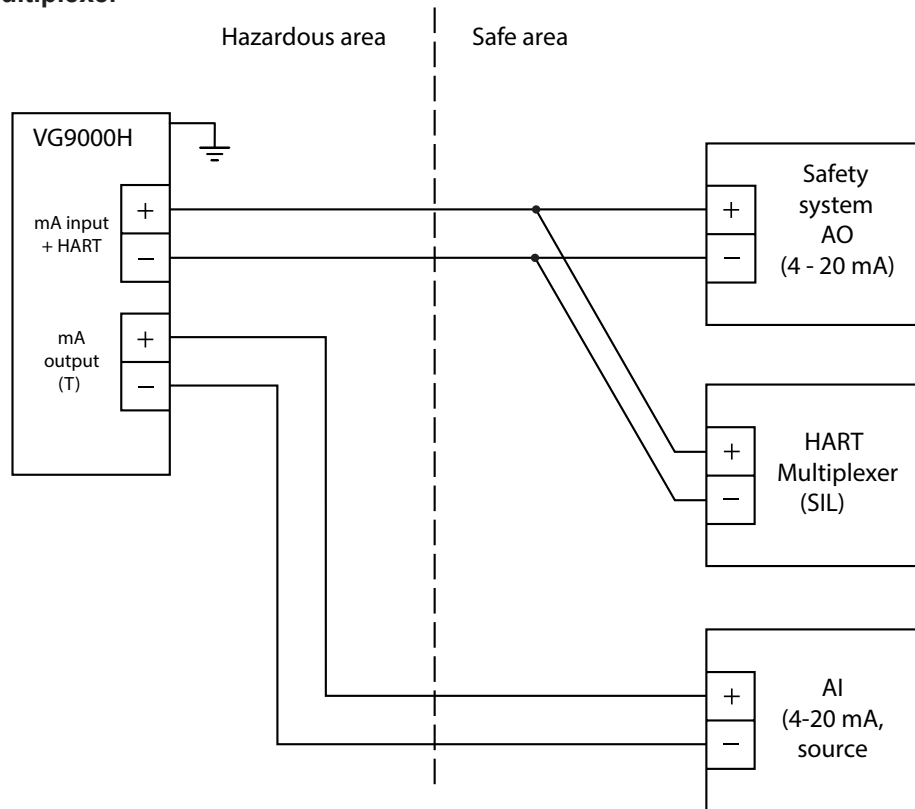 Hazardous area
Safe area
VG9000H
mA input
+ HART
+
−
mA
output
(T)
+
−
Safety
system
AO
(4 - 20 mA)
+
−
HART
Multiplexer
(SIL)
+
−
AI
(4-20 mA,
source
+
−